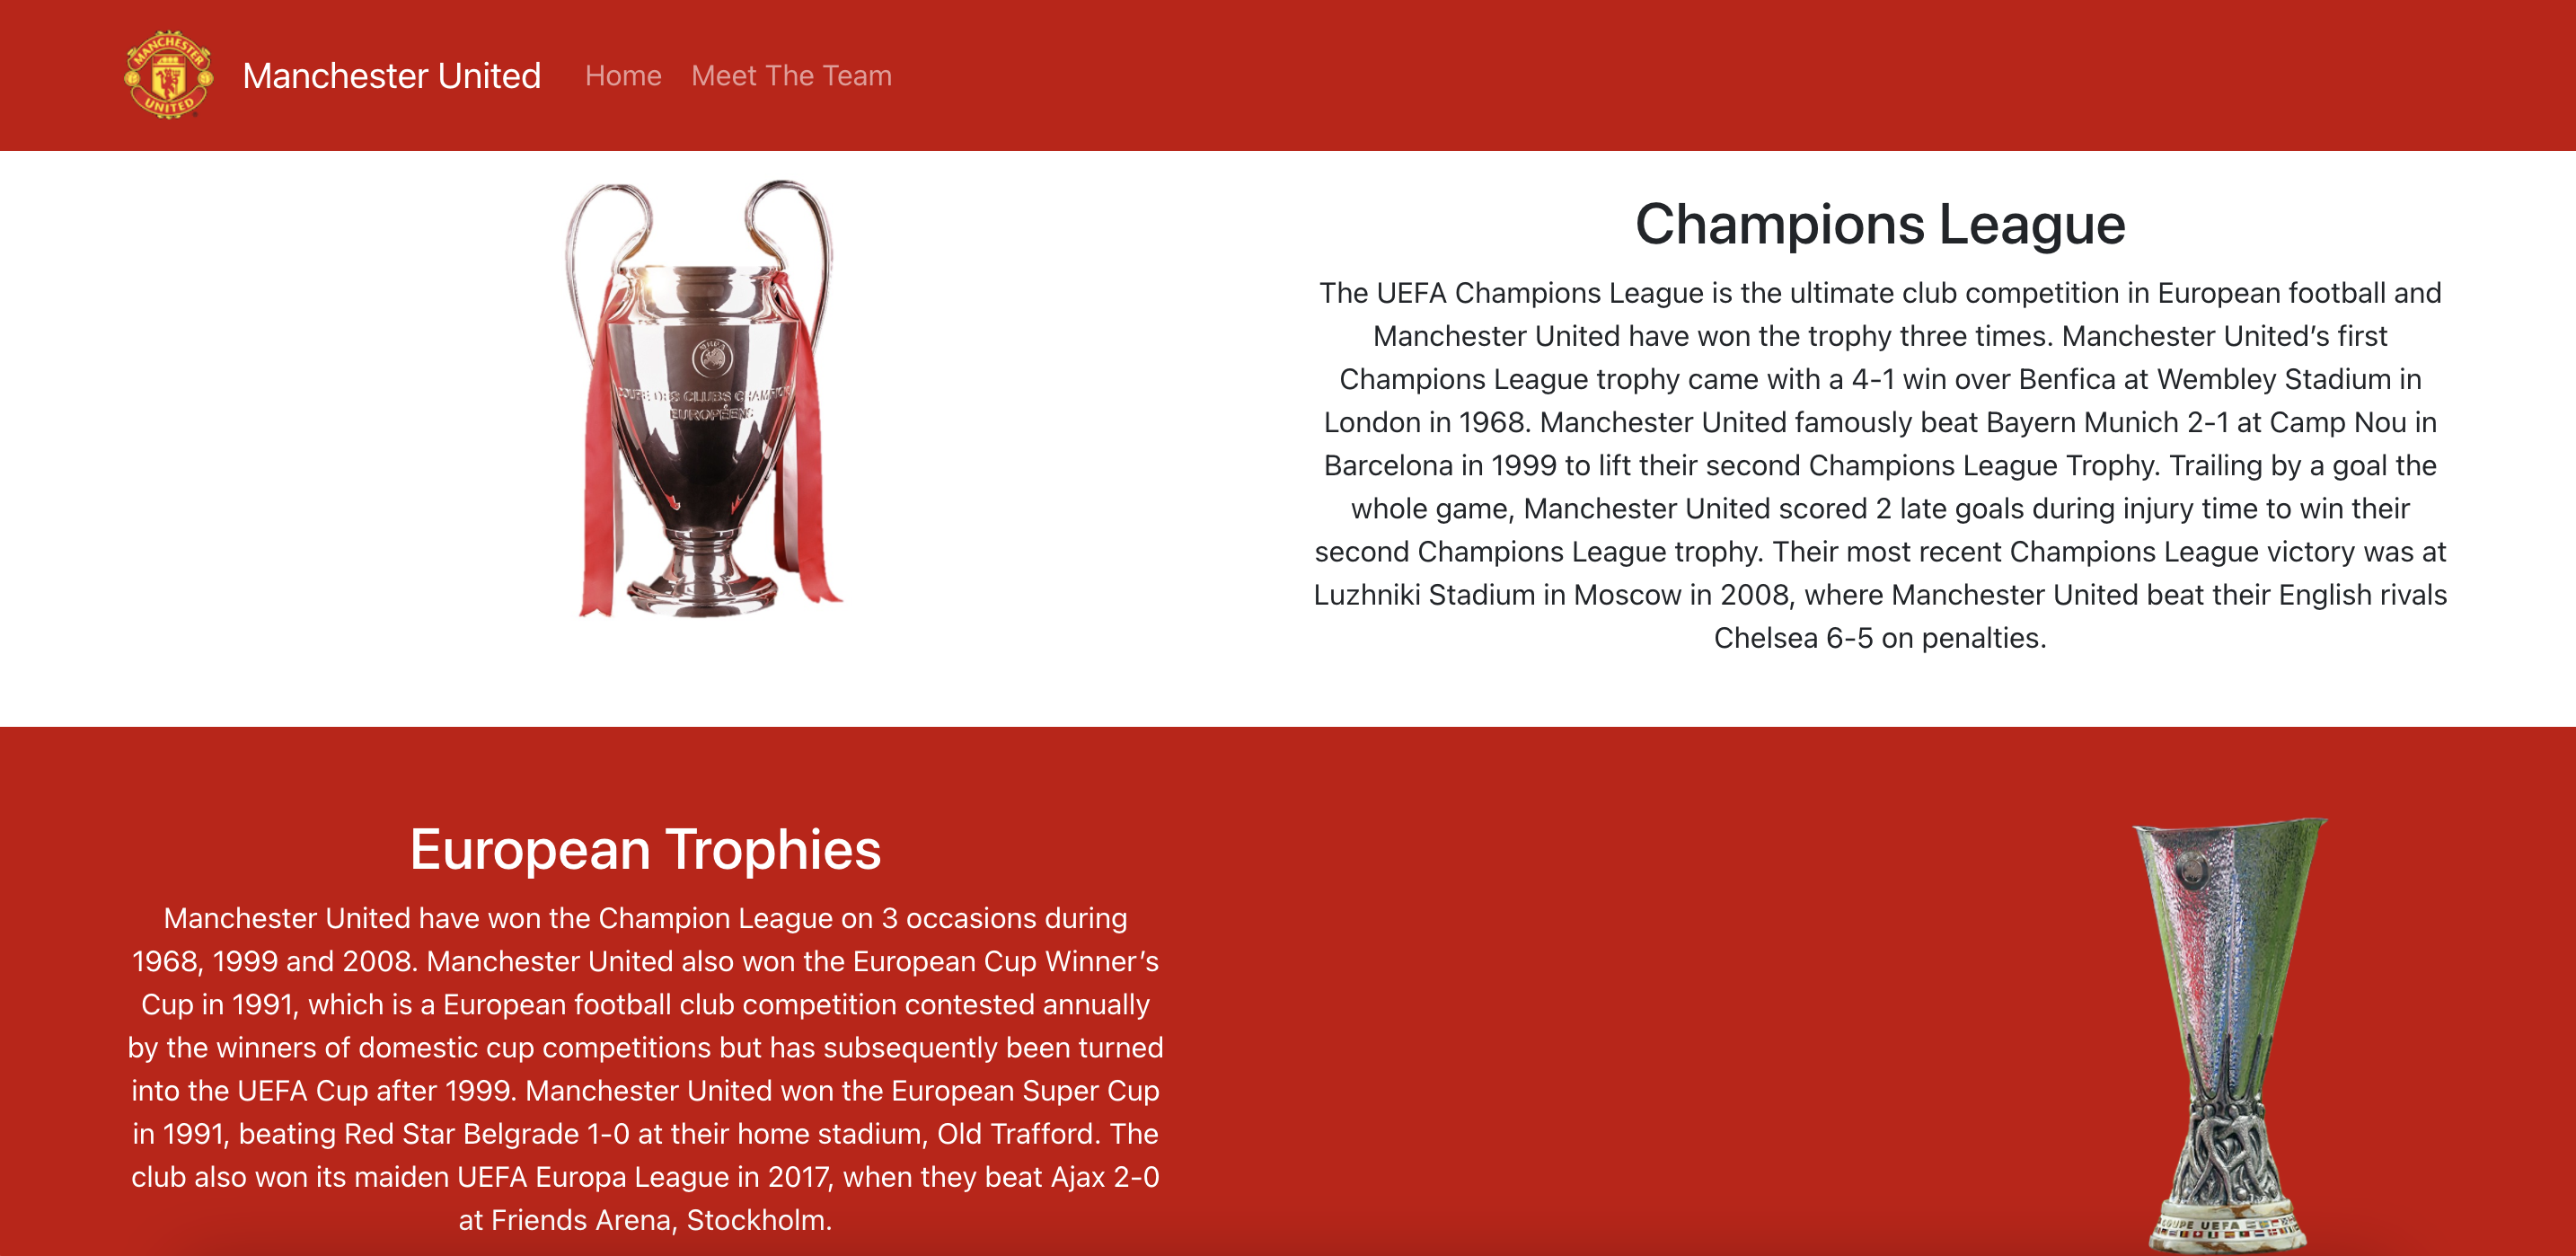 MANCHESTER
UNITED
Manchester United
Home
Meet The Team
Champions League
The UEFA Champions League is the ultimate club competition in European football and
Manchester United have won the trophy three times. Manchester United’s first
Champions League trophy came with a 4-1 win over Benfica at Wembley Stadium in
London in 1968. Manchester United famously beat Bayern Munich 2-1 at Camp Nou in
Barcelona in 1999 to lift their second Champions League Trophy. Trailing by a goal the
whole game, Manchester United scored 2 late goals during injury time to win their
second Champions League trophy. Their most recent Champions League victory was at
Luzhniki Stadium in Moscow in 2008, where Manchester United beat their English rivals
Chelsea 6-5 on penalties.
COUPE DES CLUBS CHAMPION
EUROPÉENS
European Trophies
Manchester United have won the Champion League on 3 occasions during
1968, 1999 and 2008. Manchester United also won the European Cup Winner’s
Cup in 1991, which is a European football club competition contested annually
by the winners of domestic cup competitions but has subsequently been turned
into the UEFA Cup after 1999. Manchester United won the European Super Cup
in 1991, beating Red Star Belgrade 1-0 at their home stadium, Old Trafford. The
club also won its maiden UEFA Europa League in 2017, when they beat Ajax 2-0
at Friends Arena, Stockholm.
COUPE UEFA